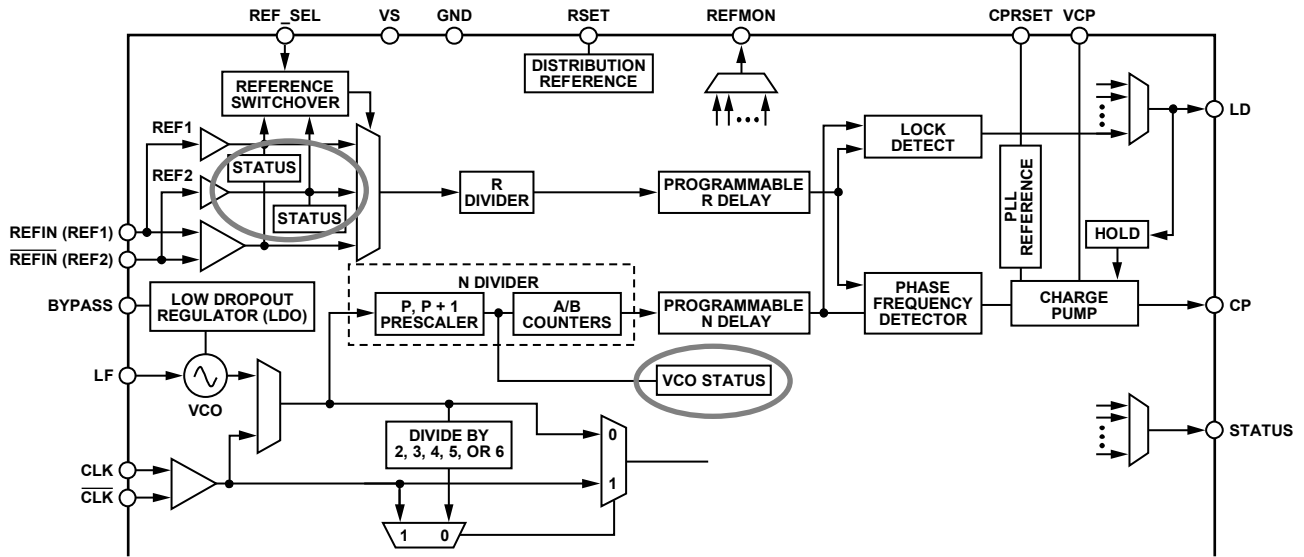 REF_SEL
VS
GND
RSET
REFMON
CPRSET
VCP
DISTRIBUTION
REFERENCE
REFERENCE
SWITCHOVER
REF1
STATUS
REF2
STATUS
REFIN (REF1)
REFIN (REF2)
BYPASS
LOW DROPOUT
REGULATOR (LDO)
LF
VCO
CLK
CLK
R
DIVIDER
PROGRAMMABLE
R DELAY
LOCK
DETECT
LD
PLL
REFERENCE
HOLD
N DIVIDER
P, P + 1
PRESCALER
A/B
COUNTERS
PROGRAMMABLE
N DELAY
PHASE
FREQUENCY
DETECTOR
CHARGE
PUMP
CP
VCO STATUS
DIVIDE BY
2, 3, 4, 5, OR 6
0
1
1 0
STATUS